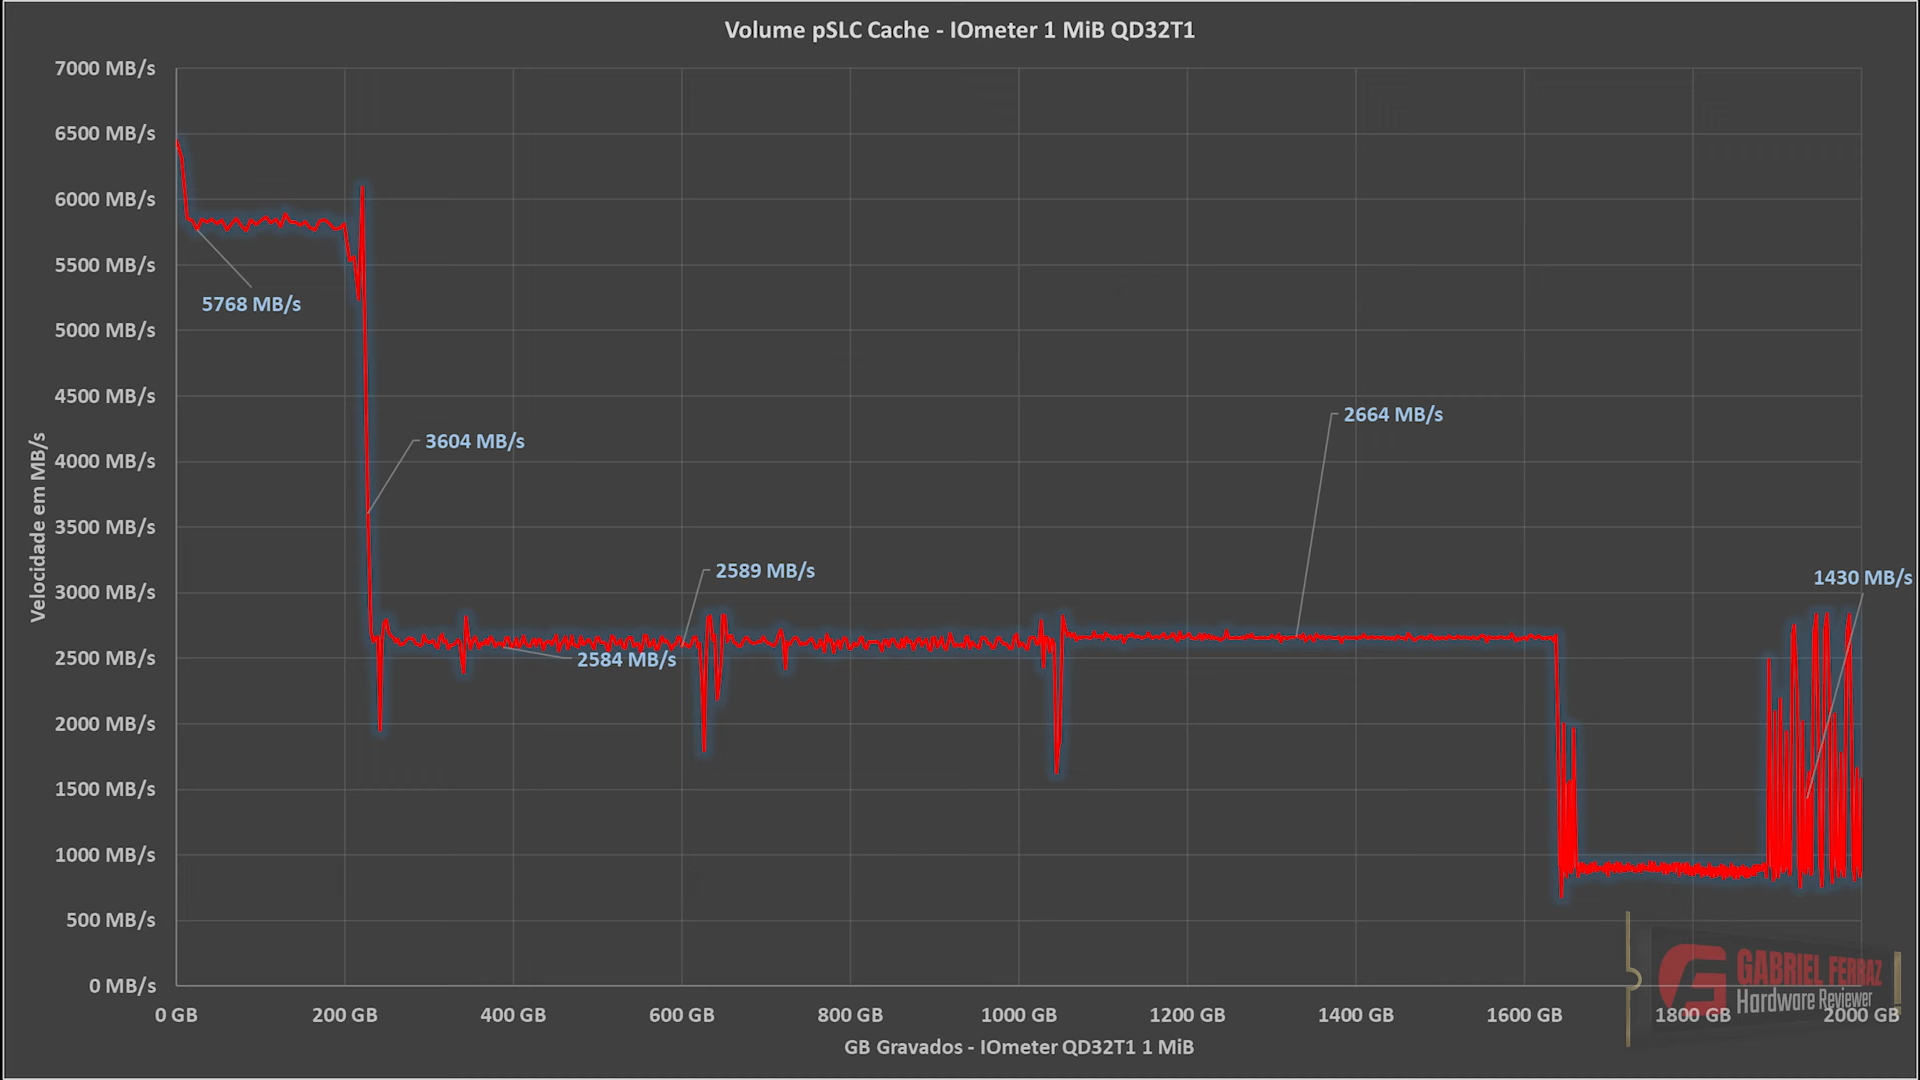 Volume pSLC Cache - IOmeter 1 MiB QD32T1
7000 MB/s
6500 MB/s
6000 MB/s
5500 MB/s
5000 MB/s
4500 MB/s
4000 MB/s
3500 MB/s
3000 MB/s
2500 MB/s
2000 MB/s
1500 MB/s
1000 MB/s
500 MB/s
0 MB/s
Velocidade em MB/s
5768 MB/s
3604 MB/s
2664 MB/s
2589 MB/s
1430 MB/s
2584 MB/s
0 GB
200 GB
400 GB
600 GB
800 GB
1000 GB
1200 GB
1400 GB
1600 GB
1800 GB
2000 GB
GB Gravados - IOmeter QD32T1 1 MiB
GABRIEL FERRAZ
Hardware Reviewer